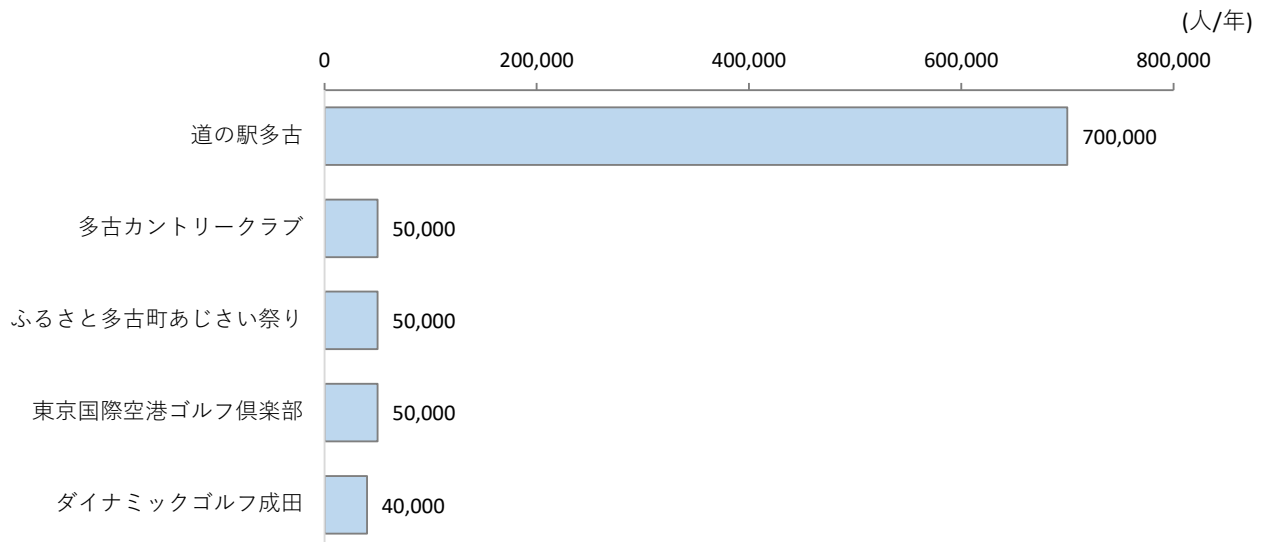 (人/年)
0 200,000 400,000 600,000 800,000
道の駅多古 700,000
多古カントリークラブ 50,000
ふるさと多古町あじさい祭り 50,000
東京国際空港ゴルフ倶楽部 50,000
ダイナミックゴルフ成田 40,000